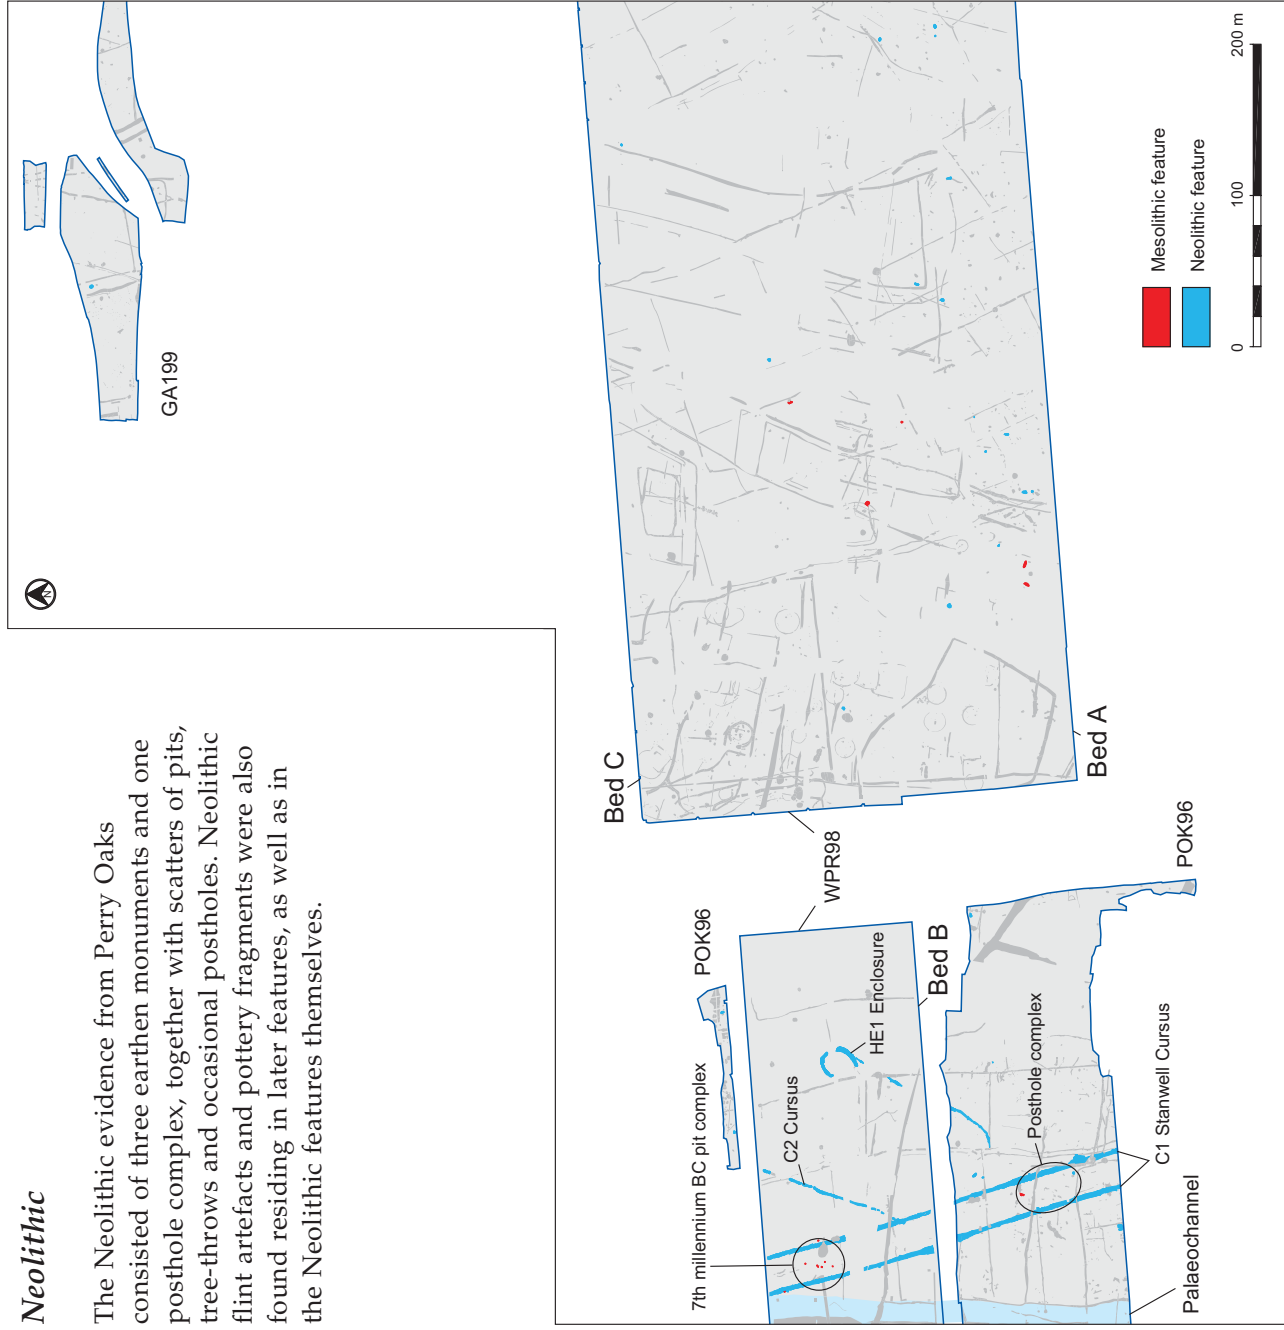 Neolithic
The Neolithic evidence from Perry Oaks
consisted of three earthen monuments and one
posthole complex, together with scatters of pits,
tree-throws and occasional postholes. Neolithic
flint artefacts and pottery fragments were also
found residing in later features, as well as in
the Neolithic features themselves.
N
GA199
Bed C
WPR98
Bed A
POK96
POK96
Bed B
HE1 Enclosure
C2 Cursus
7th millenium BC pit complex
Posthole complex
C1 Stanwell Cursus
Palaeochannel
Mesolithic feature
Neolithic feature
0
100
200 m